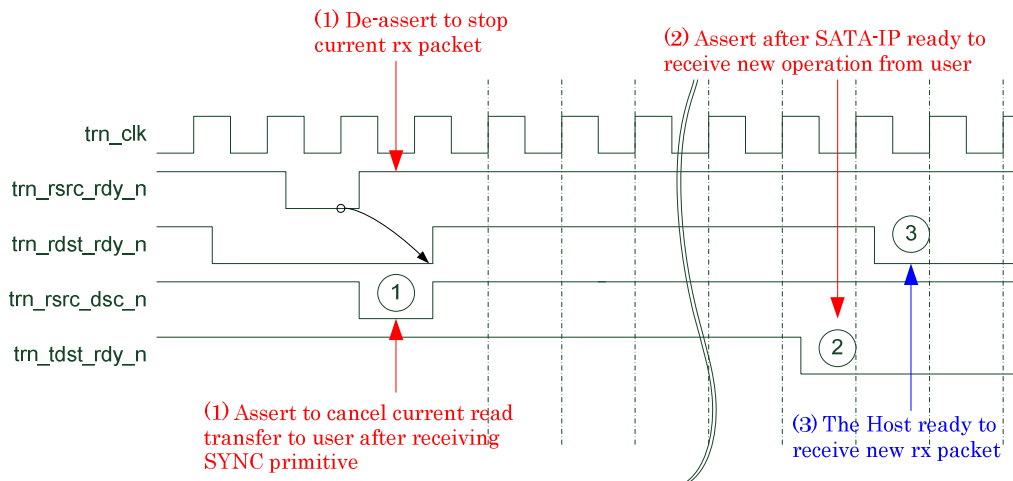 (1) De-assert to stop
current rx packet
(2) Assert after SATA-IP ready to
receive new operation from user
trn_clk
trn_rsrc_rdy_n
trn_rdst_rdy_n
3
trn_rsrc_dsc_n
1
trn_tdst_rdy_n
2
(1) Assert to cancel current read
transfer to user after receiving
SYNC primitive
(3) The Host ready to
receive new rx packet